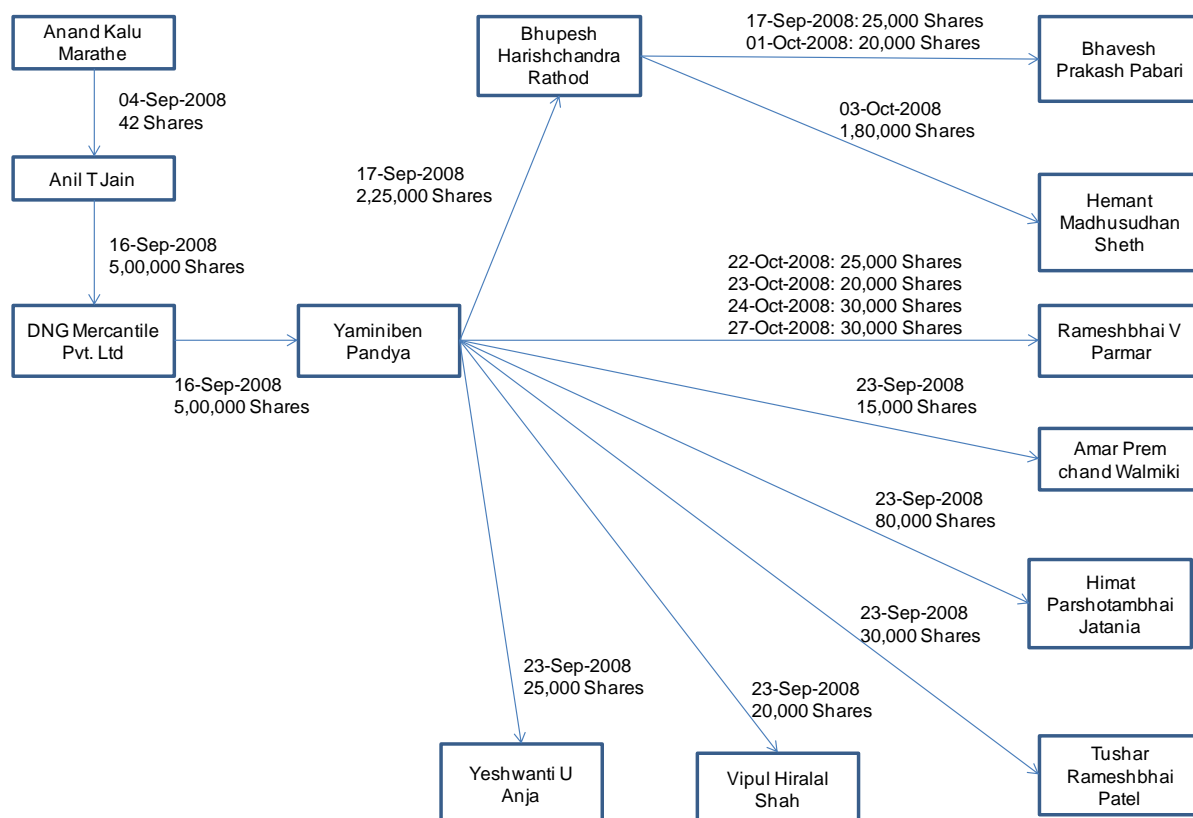 Anand Kalu
Marathe
04-Sep-2008
42 Shares
Anil T Jain
16-Sep-2008
5,00,000 Shares
DNG Mercantile
Pvt. Ltd
16-Sep-2008
5,00,000 Shares
Yaminiben
Pandya
17-Sep-2008
2,25,000 Shares
Bhupesh
Harishchandra
Rathod
17-Sep-2008: 25,000 Shares
01-Oct-2008: 20,000 Shares
Bhavesh
Prakash Pabari
03-Oct-2008
1,80,000 Shares
Hemant
Madhusudhan
Sheth
22-Oct-2008: 25,000 Shares
23-Oct-2008: 20,000 Shares
24-Oct-2008: 30,000 Shares
27-Oct-2008: 30,000 Shares
Rameshbhai V
Parmar
23-Sep-2008
15,000 Shares
Amar Prem
chand Walmiki
23-Sep-2008
80,000 Shares
Himat
Parshotambhai
Jatania
23-Sep-2008
30,000 Shares
Tushar
Rameshbhai
Patel
23-Sep-2008
20,000 Shares
Vipul Hiralal
Shah
23-Sep-2008
25,000 Shares
Yeshwanti U
Anja